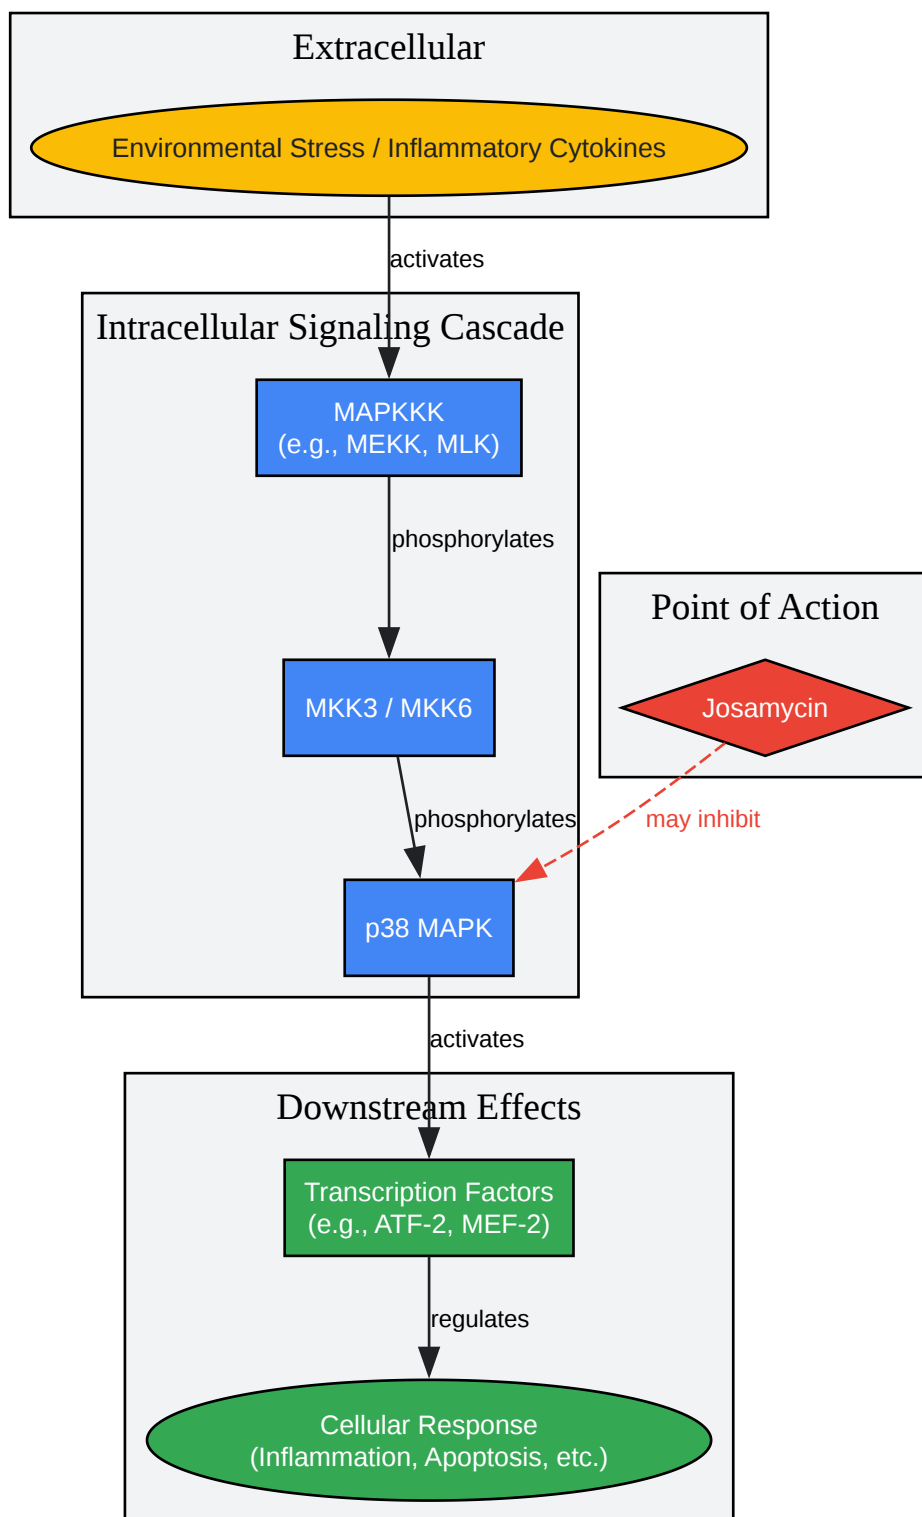 Extracellular
Environmental Stress / Inflammatory Cytokines
activates
Intracellular Signaling Cascade
MAPKKK
(e.g., MEKK, MLK)
phosphorylates
Point of Action
MKK3 / MKK6
Josamycin
phosphorylates
may inhibit
p38 MAPK
activates
Downstream Effects
Transcription Factors
(e.g., ATF-2, MEF-2)
regulates
Cellular Response
(Inflammation, Apoptosis, etc.)